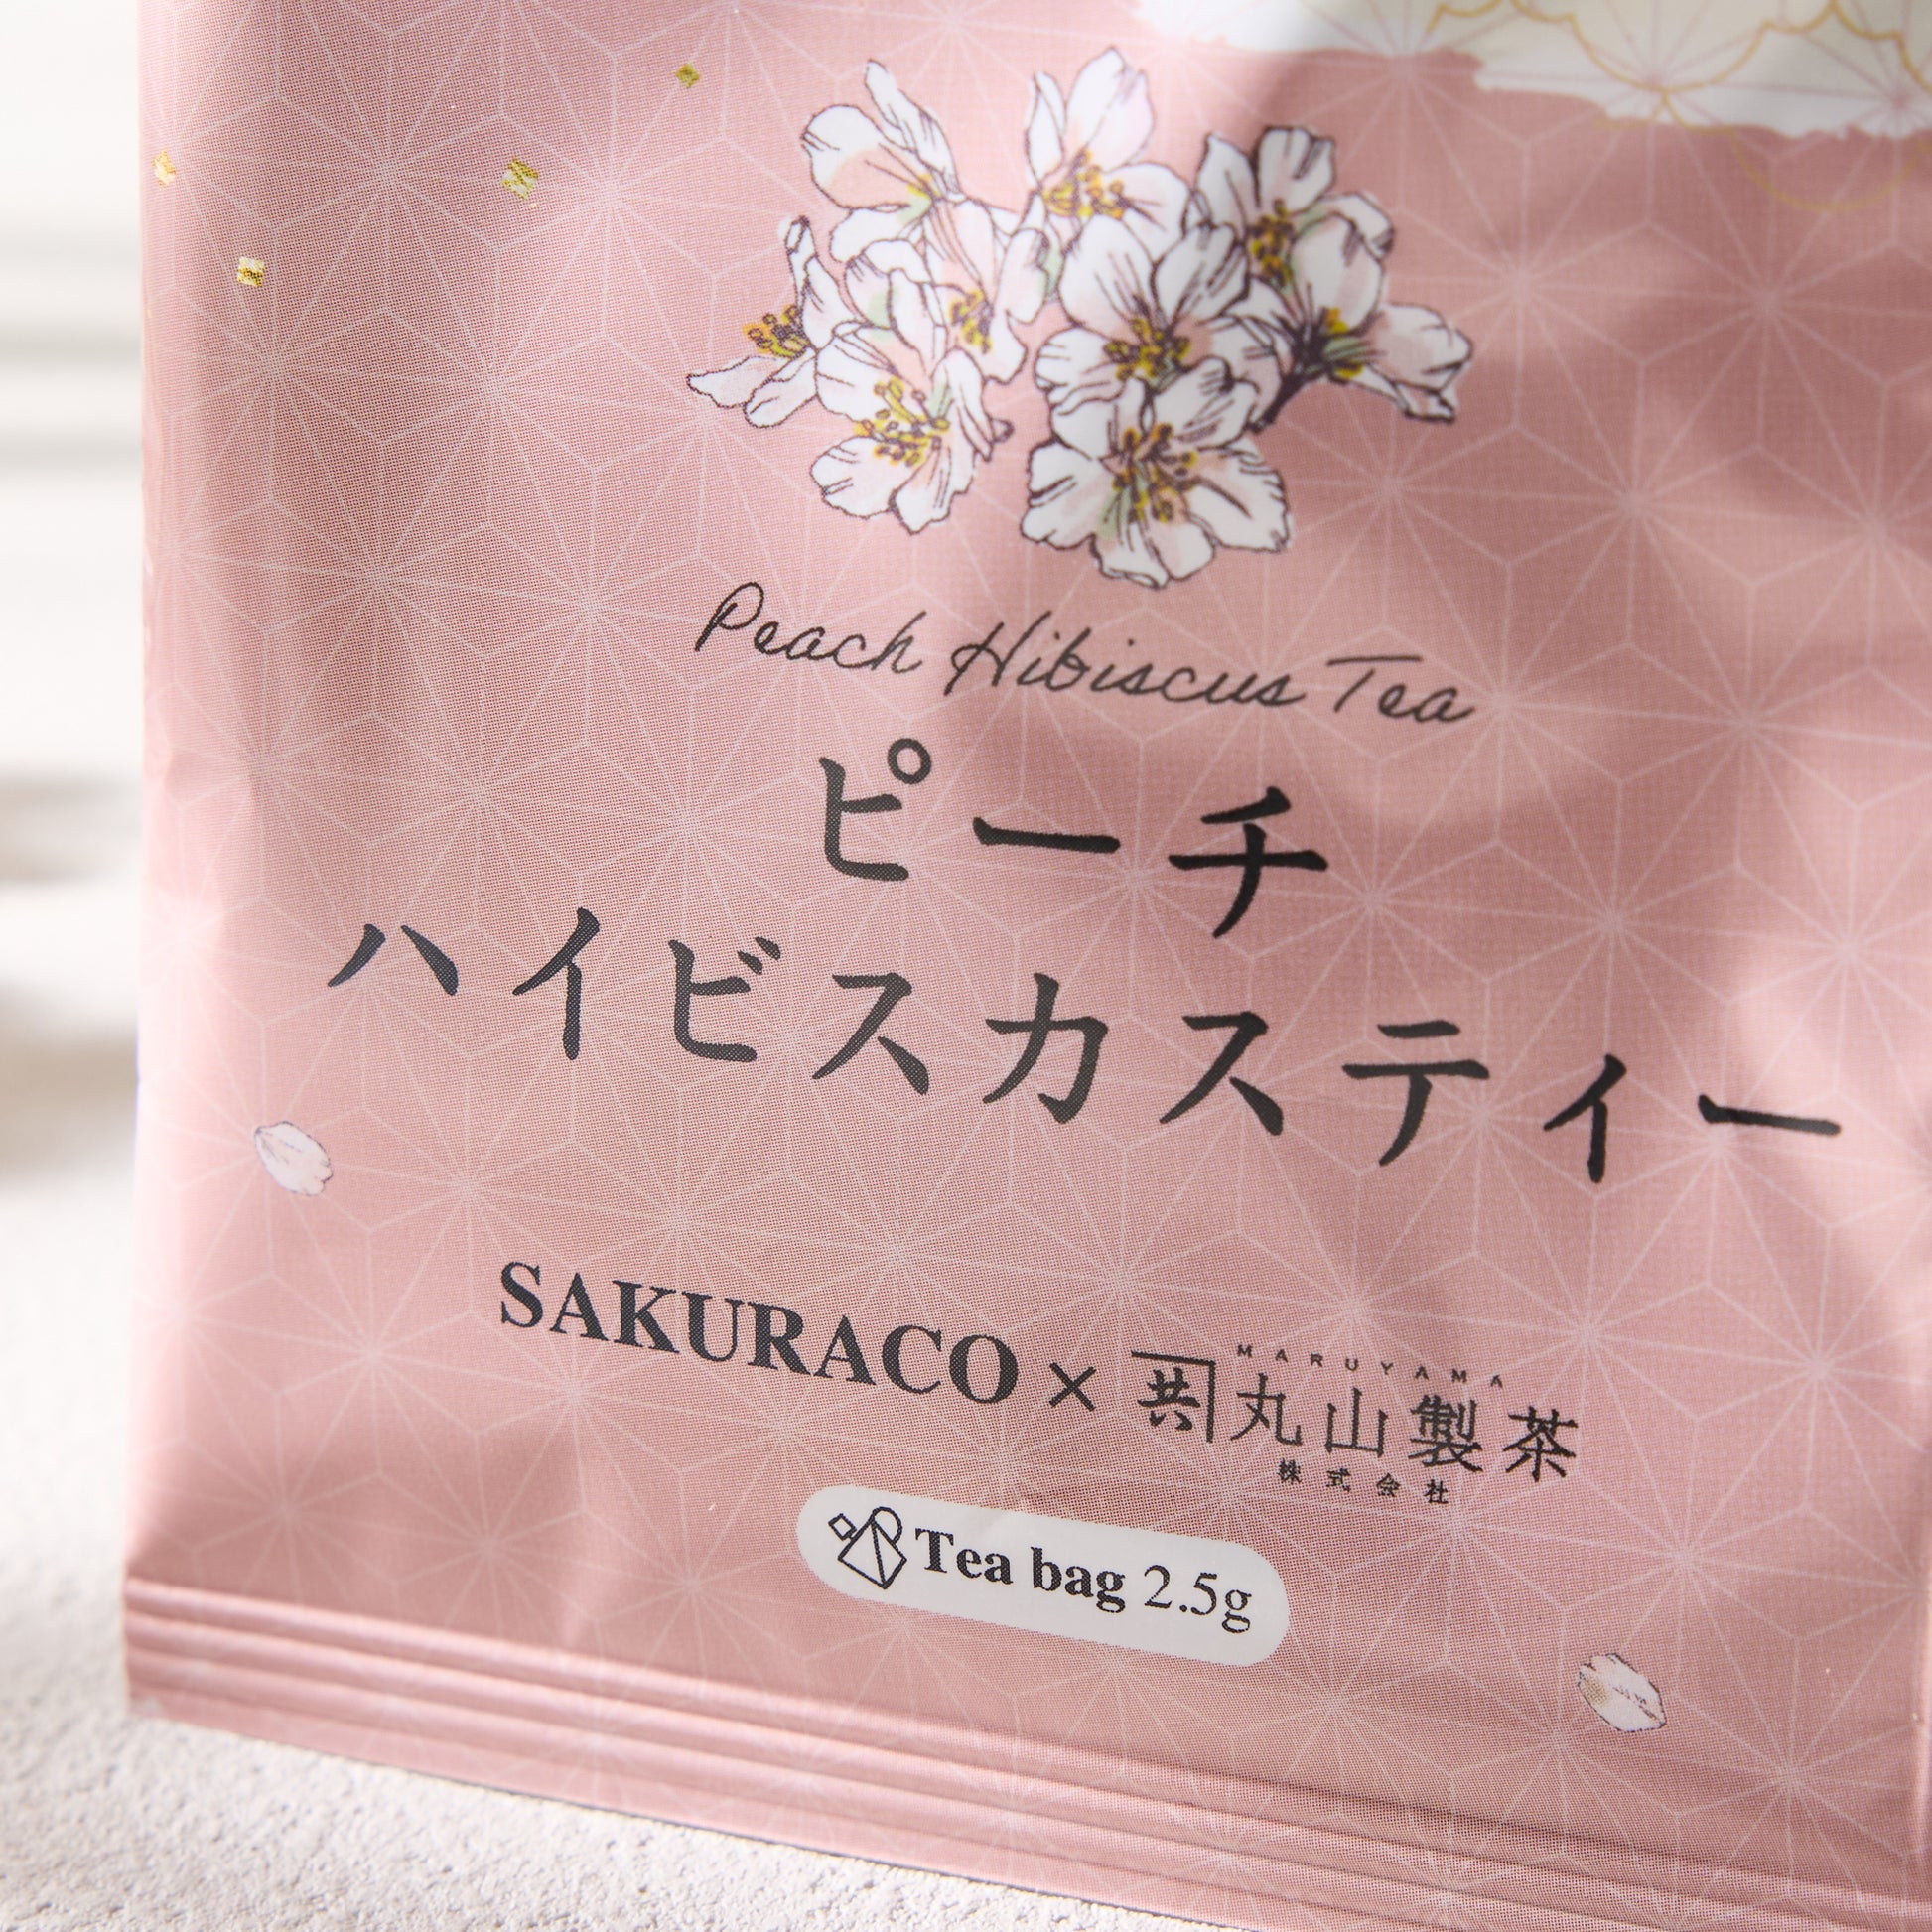 Peach Hibiscus Tea
ピーチ
ハイビスカスティー
SAKURACO × 共 MARUYAMA
丸山製茶
株式会社
Tea bag 2.5g